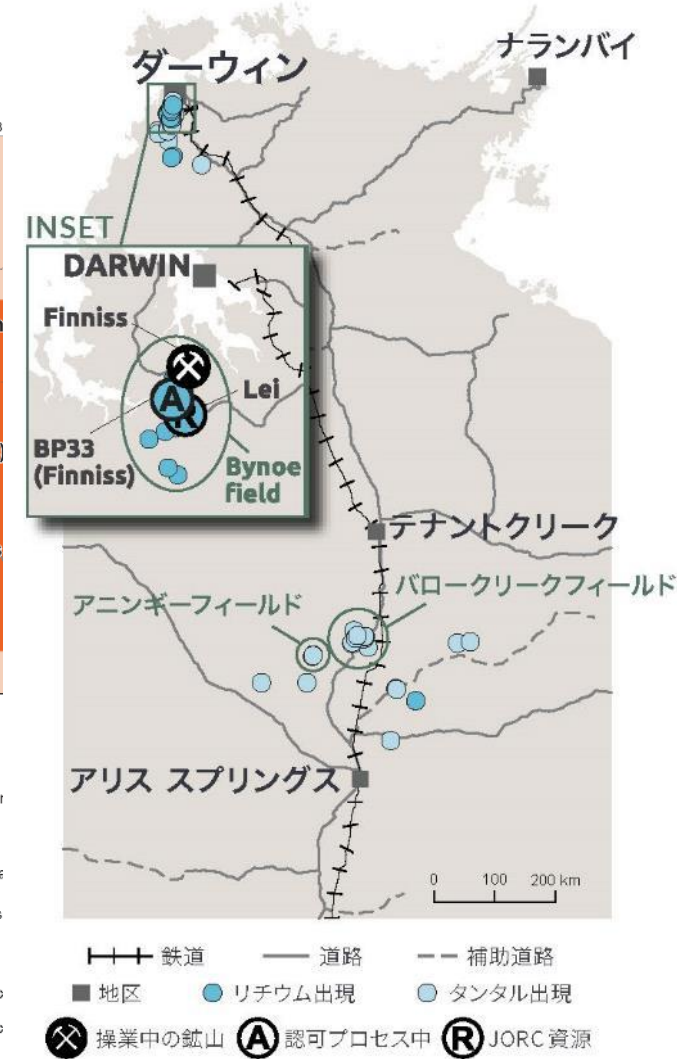 ナランバイ
ダーウィン
INSET
DARWIN
Finniss
Lei
A
R
BP33
(Finniss)
Bynoe
field
テナントクリーク
アニンギーフィールド
バロークリークフィールド
アリス スプリングス
0 100 200 km
鉄道 道路 補助道路
地区 リチウム出現 タンタル出現
操業中の鉱山 A 認可プロセス中 R JORC 資源